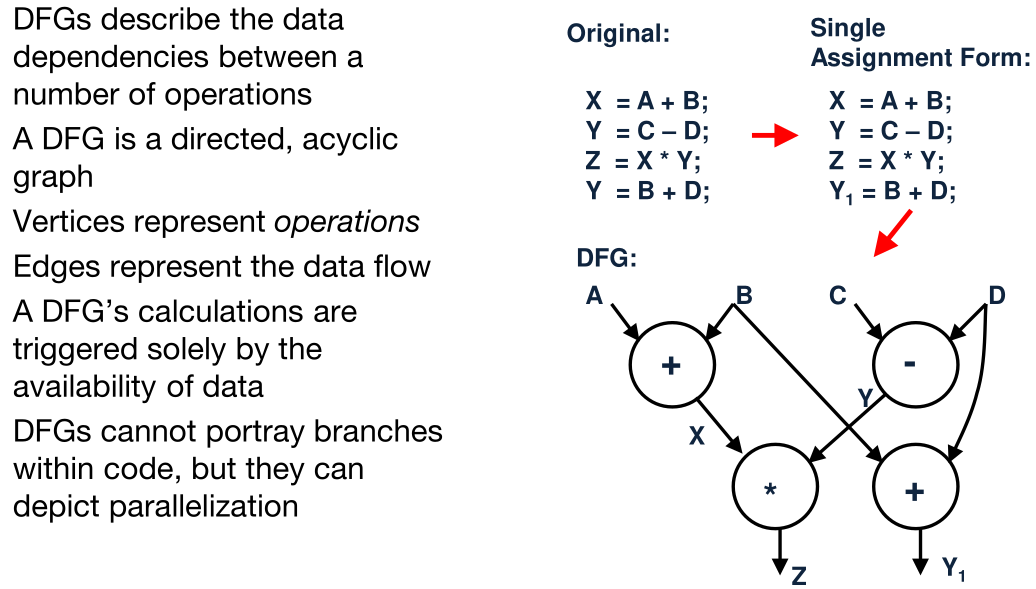 DFGs describe the data
dependencies between a
number of operations
A DFG is a directed, acyclic
graph
Vertices represent operations
Edges represent the data flow
A DFG’s calculations are
triggered solely by the
availability of data
DFGs cannot portray branches
within code, but they can
depict parallelization
Original:
X = A + B;
Y = C – D;
Z = X * Y;
Y = B + D;
Single
Assignment Form:
X = A + B;
Y = C – D;
Z = X * Y;
Y₁ = B + D;
DFG:
A B C D
+ -
Y
X
* +
Z Y₁